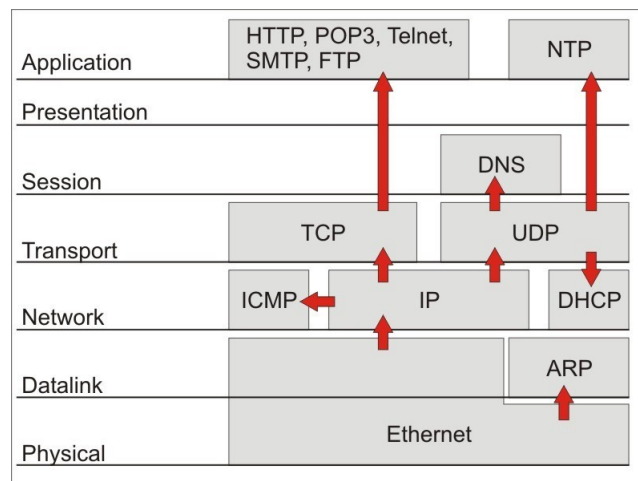 HTTP, POP3, Telnet,
SMTP, FTP
NTP
Application
Presentation
DNS
Session
TCP
UDP
Transport
ICMP
IP
DHCP
Network
ARP
Datalink
Ethernet
Physical